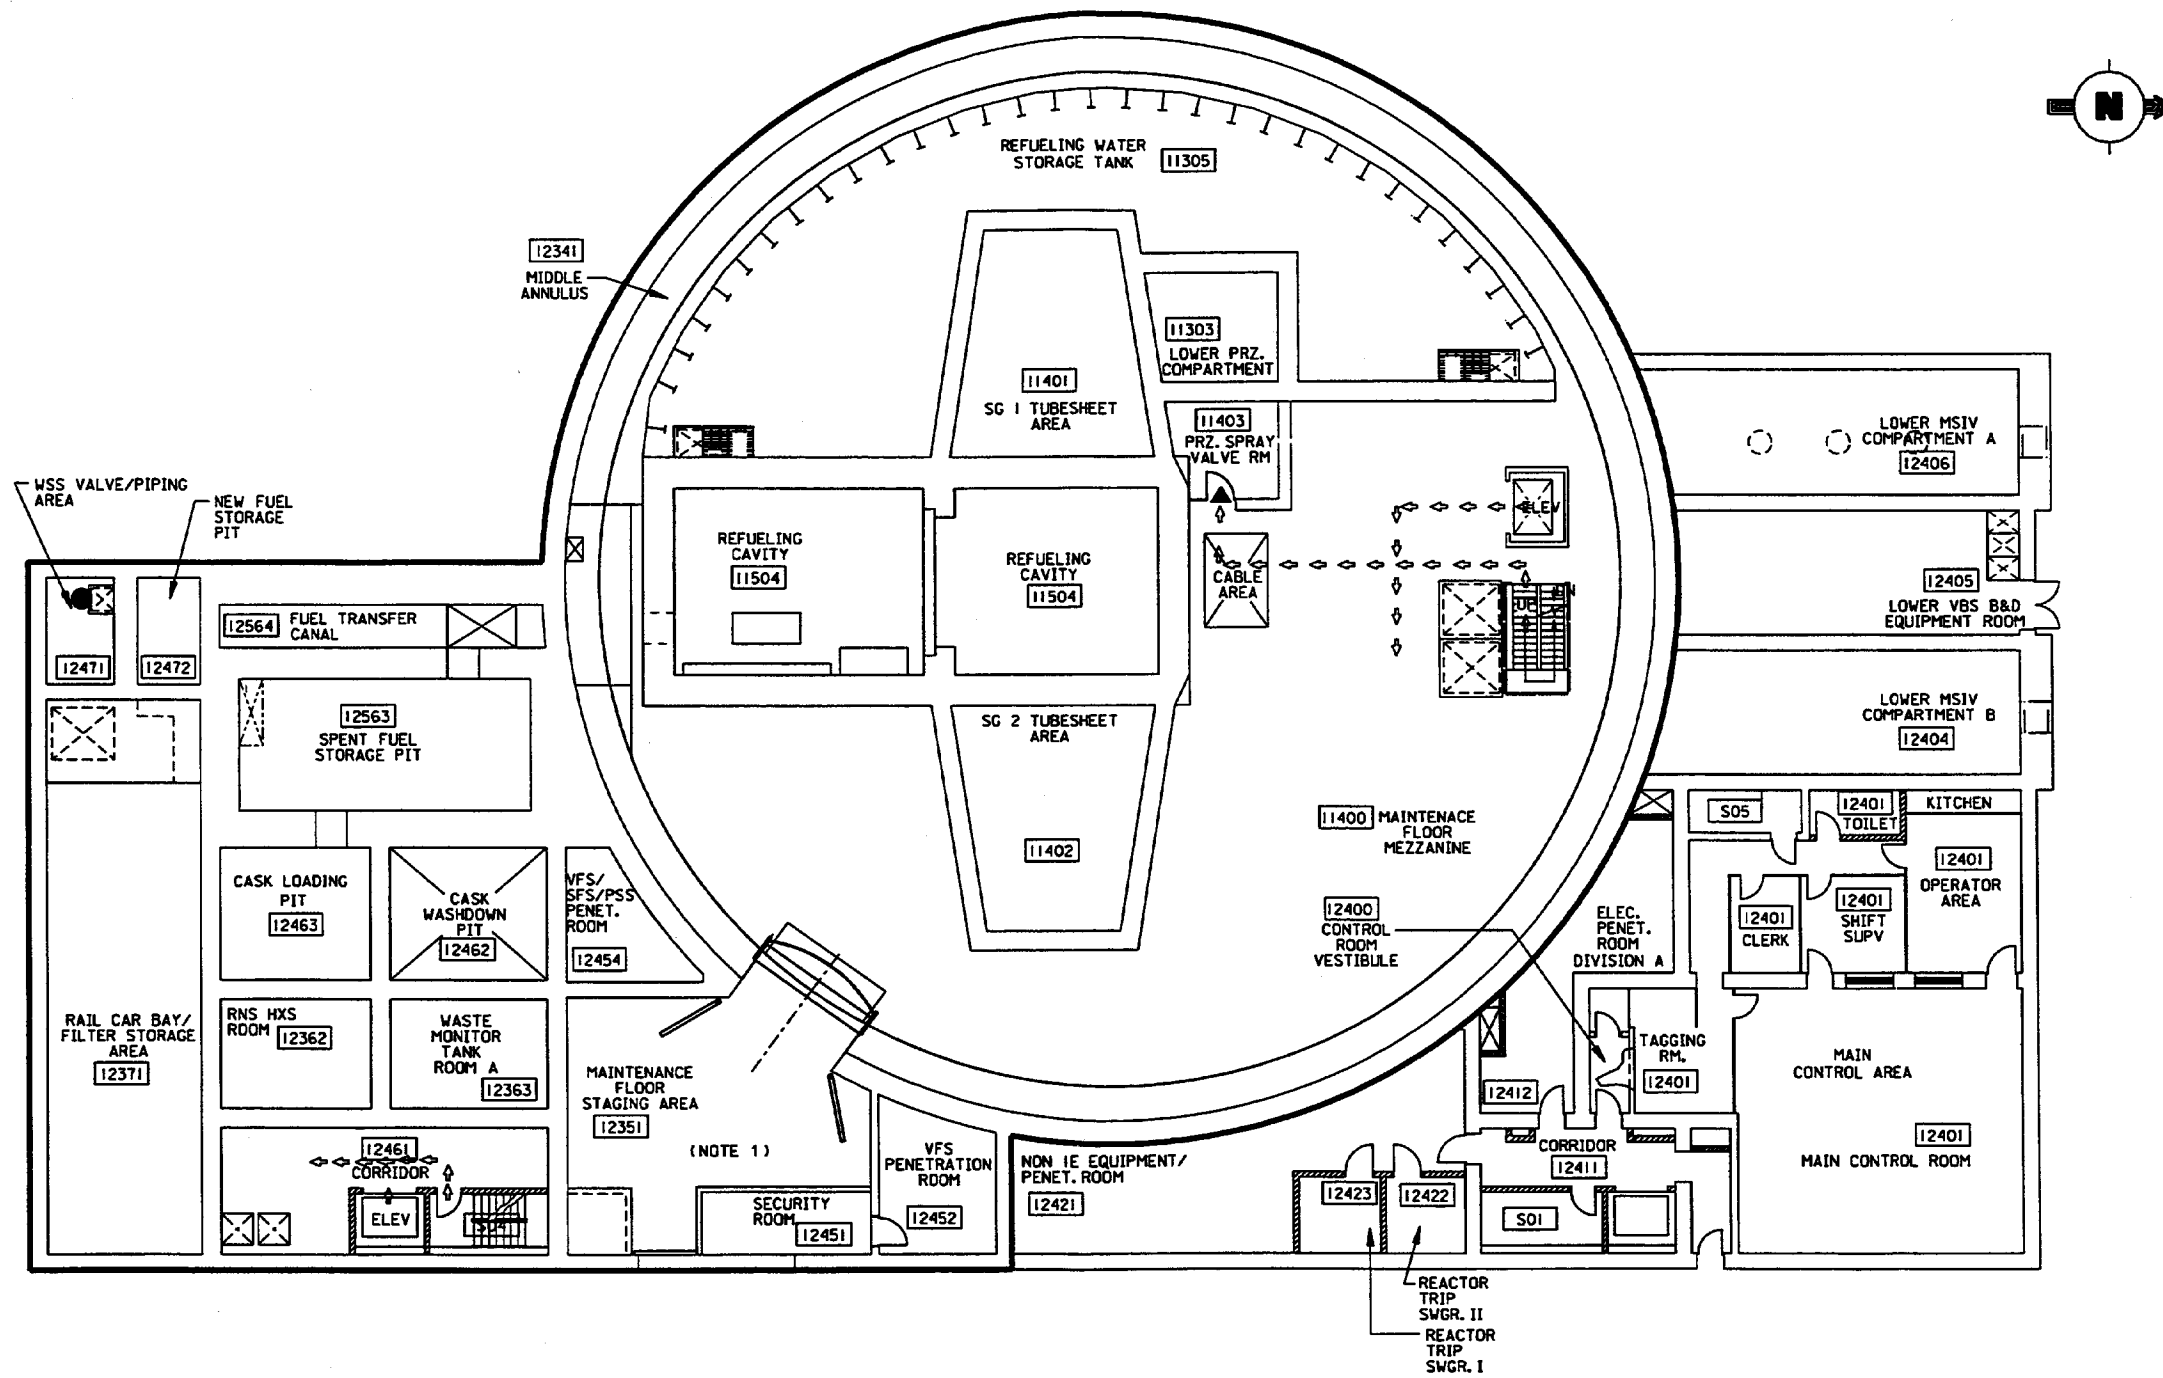 N
REFUELING WATER
STORAGE TANK 11305
12341
MIDDLE
ANNULUS
11303
LOWER PRZ.
COMPARTMENT
11401
SG 1 TUBESHEET
AREA
11403
PRZ. SPRAY
VALVE RM
LOWER MSIV
COMPARTMENT A
12406
WSS VALVE/PIPING
AREA
NEW FUEL
STORAGE
PIT
ELEV
REFUELING
CAVITY
11504
REFUELING
CAVITY
11504
CABLE
AREA
UP
DN
12405
LOWER VBS B&D
EQUIPMENT ROOM
12564 FUEL TRANSFER
CANAL
12471
12472
12563
SPENT FUEL
STORAGE PIT
SG 2 TUBESHEET
AREA
LOWER MSIV
COMPARTMENT B
12404
11400 MAINTENACE
FLOOR
MEZZANINE
S05
12401
TOILET
KITCHEN
11402
CASK LOADING
PIT
12463
CASK
WASHDOWN
PIT
12462
VFS/
SFS/PSS
PENET.
ROOM
12454
12400
CONTROL
ROOM
VESTIBULE
ELEC.
PENET.
ROOM
DIVISION A
12401
CLERK
12401
SHIFT
SUPV
12401
OPERATOR
AREA
RAIL CAR BAY/
FILTER STORAGE
AREA
12371
RNS HXS
ROOM 12362
WASTE
MONITOR
TANK
ROOM A
12363
MAINTENANCE
FLOOR
STAGING AREA
12351
(NOTE 1)
TAGGING
RM.
12401
12412
MAIN
CONTROL AREA
12401
MAIN CONTROL ROOM
12461
CORRIDOR
ELEV
S04
SECURITY
ROOM
12451
VFS
PENETRATION
ROOM
12452
NON 1E EQUIPMENT/
PENET. ROOM
12421
12423
12422
CORRIDOR
12411
S01
REACTOR
TRIP
SWGR. II
REACTOR
TRIP
SWGR. I